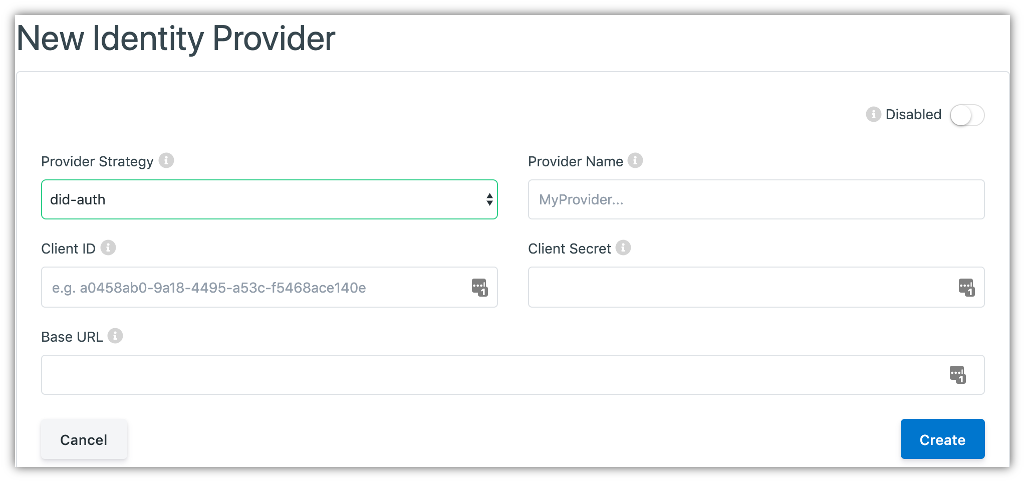 New Identity Provider
Disabled
Provider Strategy
Provider Name
did-auth
MyProvider...
Client ID
Client Secret
e.g. a0458ab0-9a18-4495-a53c-f5468ace140e
Base URL
Cancel
Create